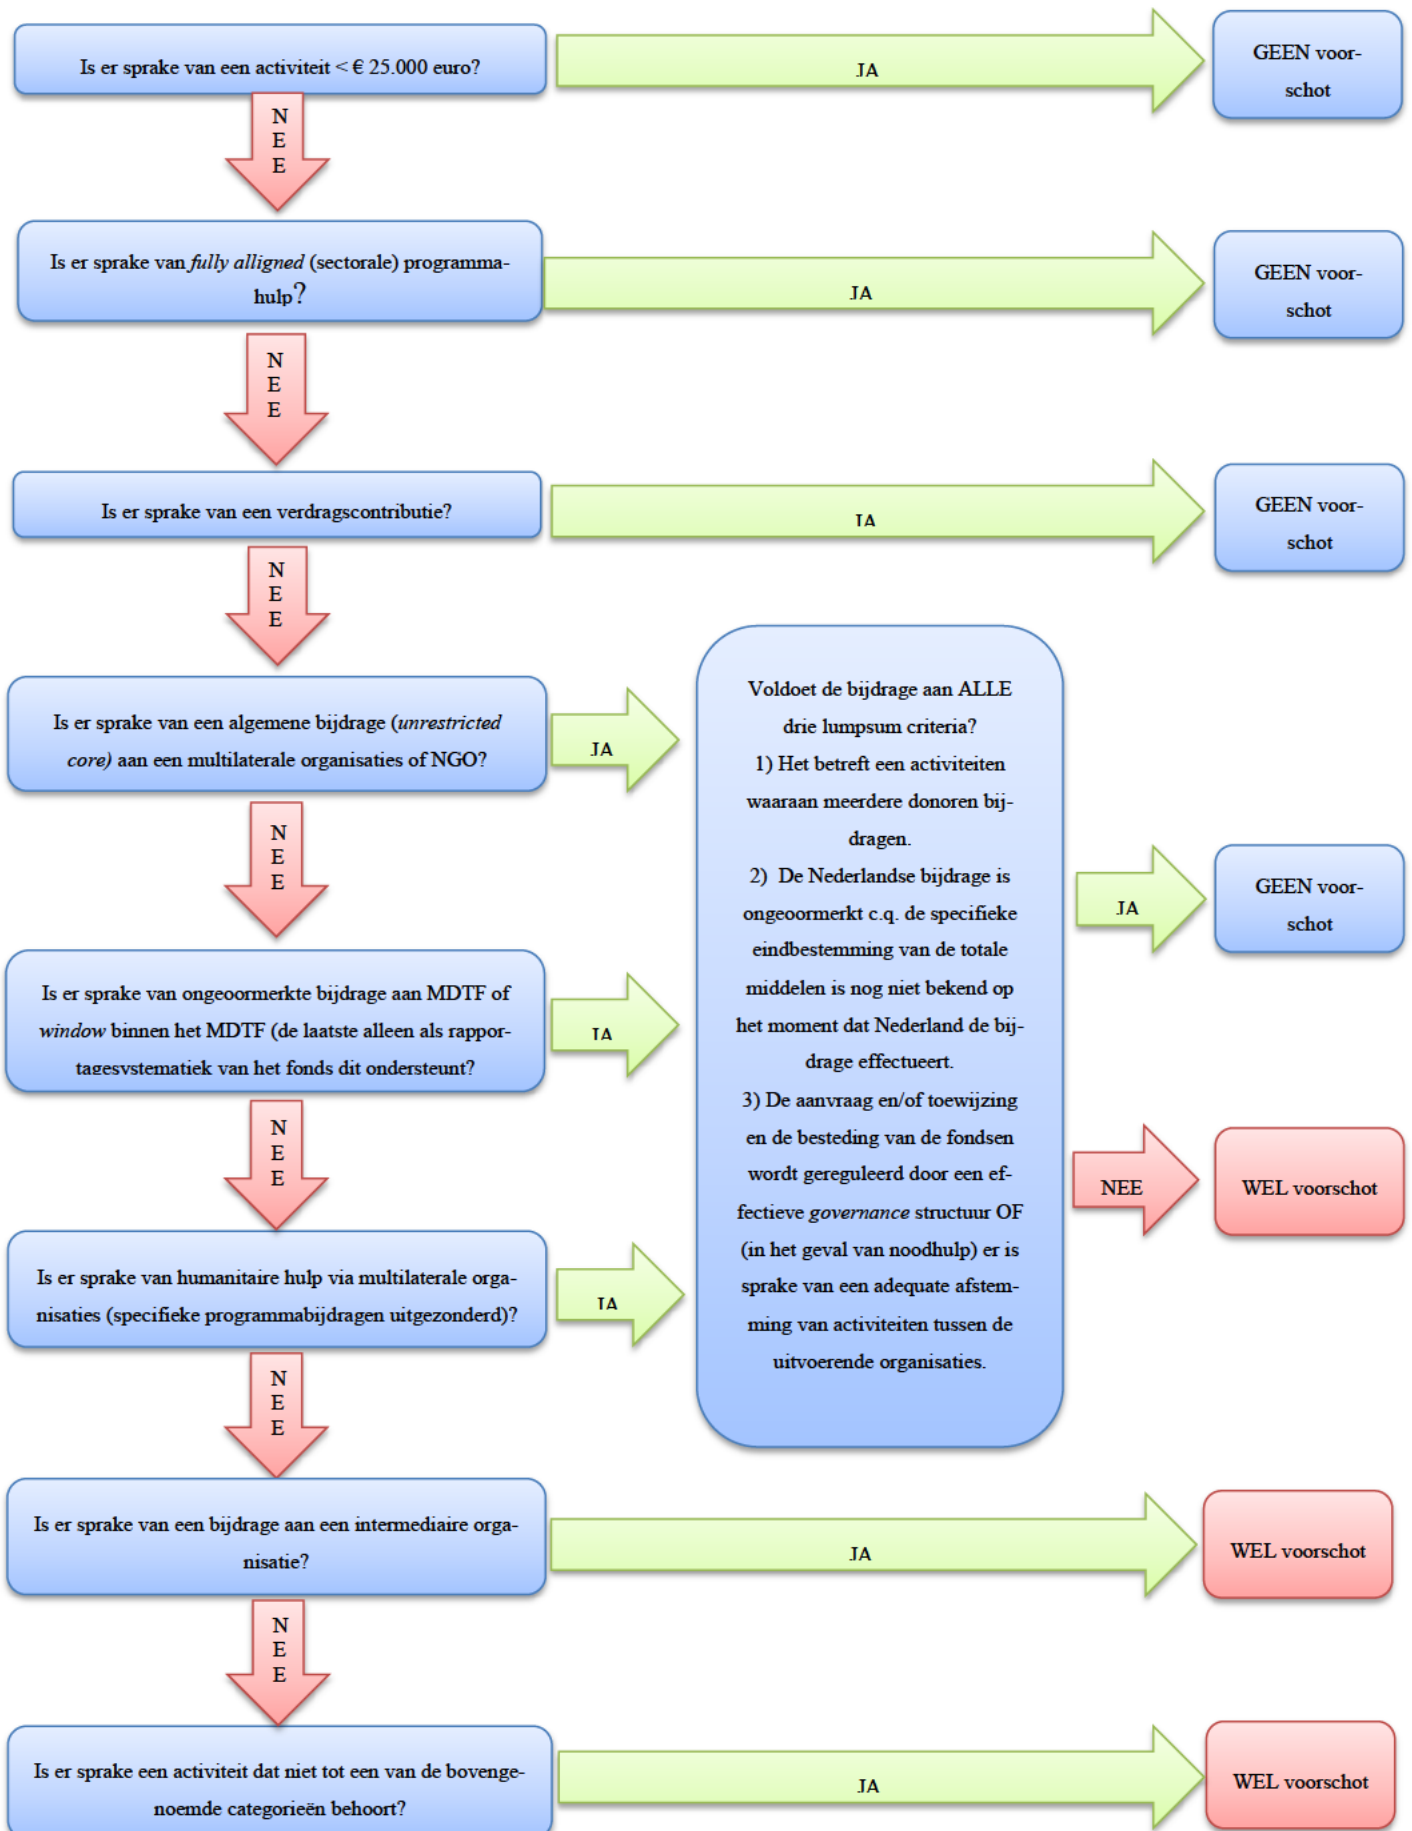 Is er sprake van een activiteit < € 25.000 euro?
JA
GEEN voor-
schot
N
E
E
Is er sprake van fully alligned (sectorale) programma-
hulp?
JA
GEEN voor-
schot
N
E
E
Is er sprake van een verdragscontributie?
JA
GEEN voor-
schot
N
E
E
Is er sprake van een algemene bijdrage (unrestricted
core) aan een multilaterale organisaties of NGO?
JA
N
E
E
Is er sprake van ongeoormerkte bijdrage aan MDTF of
window binnen het MDTF (de laatste alleen als rappor-
tagesystematiek van het fonds dit ondersteunt?
JA
N
E
E
Is er sprake van humanitaire hulp via multilaterale orga-
nisaties (specifieke programmabijdragen uitgezonderd)?
JA
Voldoet de bijdrage aan ALLE
drie lumpsum criteria?
1) Het betreft een activiteiten
waaraan meerdere donoren bij-
dragen.
2) De Nederlandse bijdrage is
ongeoormerkt c.q. de specifieke
eindbestemming van de totale
middelen is nog niet bekend op
het moment dat Nederland de bij-
drage effectueert.
3) De aanvraag en/of toewijzing
en de besteding van de fondsen
wordt gereguleerd door een ef-
fectieve governance structuur OF
(in het geval van noodhulp) er is
sprake van een adequate afstem-
ming van activiteiten tussen de
uitvoerende organisaties.
JA
GEEN voor-
schot
NEE
WEL voorschot
N
E
E
Is er sprake van een bijdrage aan een intermediaire orga-
nisatie?
JA
WEL voorschot
N
E
E
Is er sprake een activiteit dat niet tot een van de bovenge-
noemde categorieën behoort?
JA
WEL voorschot